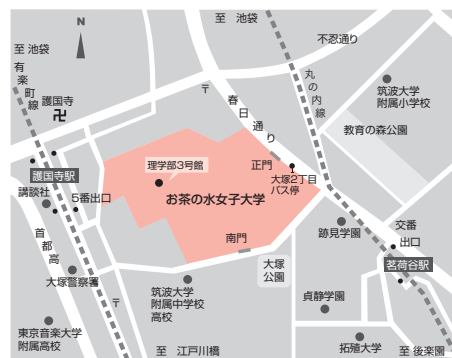 至 池袋
N
至 池袋
不忍通り
有楽町線
護国寺
〒
春日通り
丸の内線
筑波大学
附属小学校
教育の森公園
護国寺駅
講談社
5番出口
理学部3号館
お茶の水女子大学
正門
大塚2丁目
バス停
南門
大塚
公園
跡見学園
交番
出口
茗荷谷駅
首都高
大塚警察署
〒
筑波大学
附属中学校
高校
貞静学園
東京音楽大学
附属高校
至 江戸川橋
拓殖大学
至 後楽園